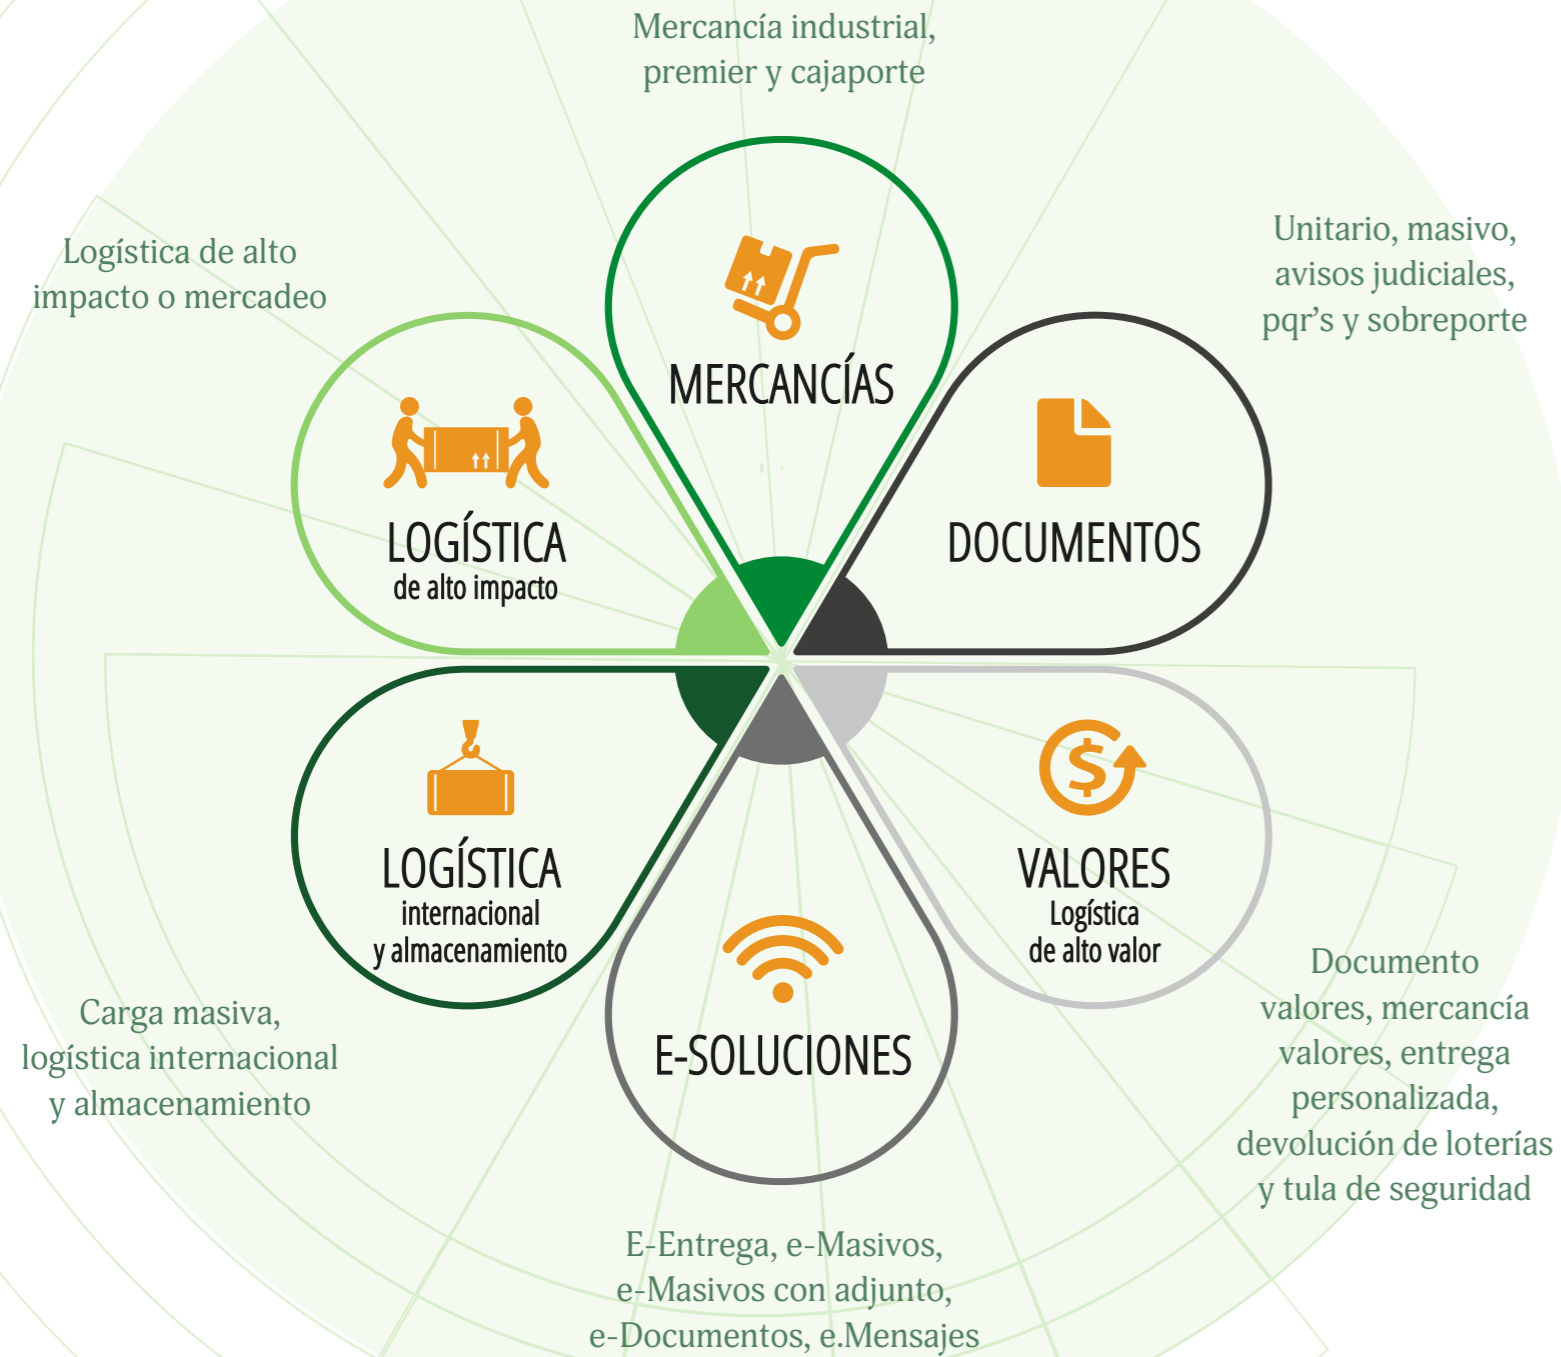 Mercancía industrial,
premier y cajaporte
MERCANCÍAS
Unitario, masivo,
avisos judiciales,
pqr’s y sobreporte
DOCUMENTOS
Logística de alto
impacto o mercadeo
LOGÍSTICA
de alto impacto
LOGÍSTICA
internacional
y almacenamiento
Carga masiva,
logística internacional
y almacenamiento
VALORES
Logística
de alto valor
Documento
valores, mercancía
valores, entrega
personalizada,
devolución de loterías
y tula de seguridad
E-SOLUCIONES
E-Entrega, e-Masivos,
e-Masivos con adjunto,
e-Documentos, e.Mensajes